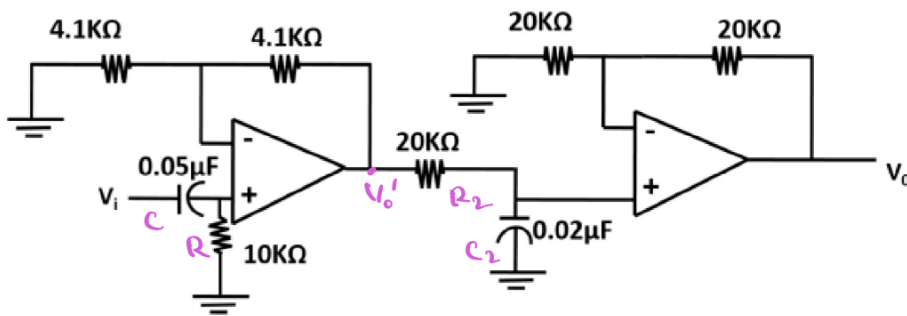 4.1KΩ
4.1KΩ
20KΩ
20KΩ
-
-
0.05μF
20KΩ
Vi
+
+
Vo
C
Vo'
R2
R
10KΩ
C2
0.02μF